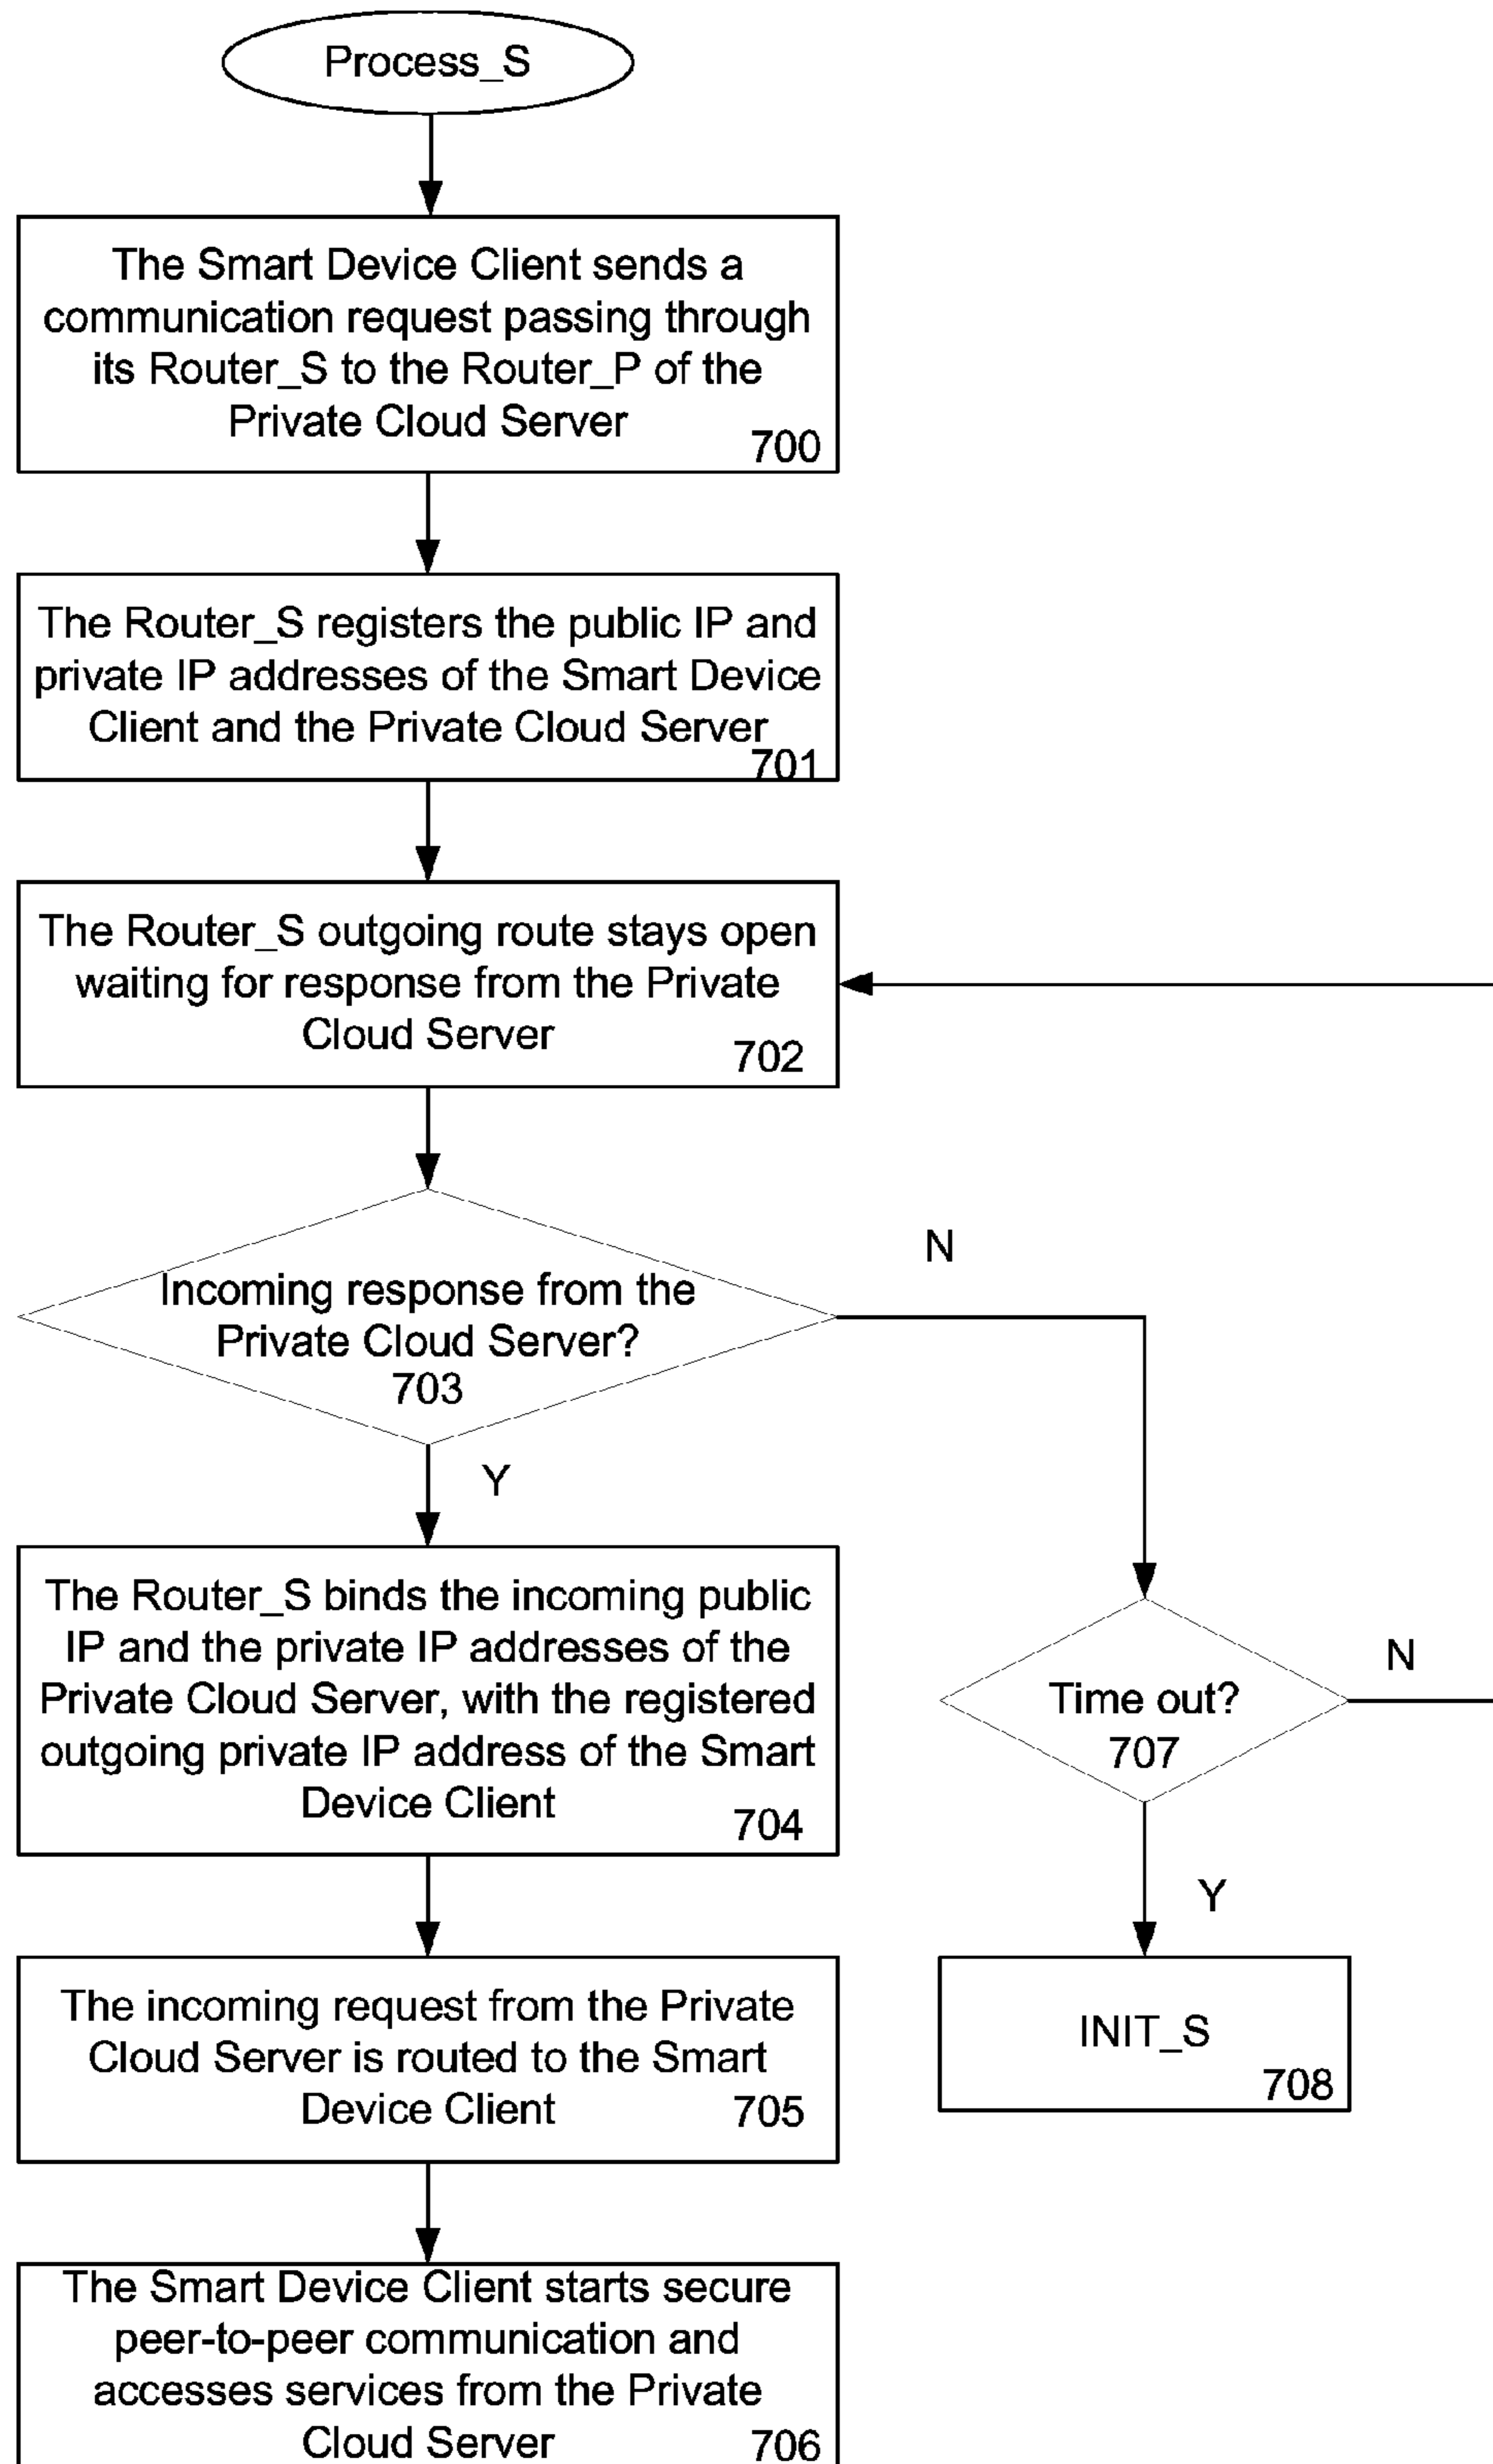 Process_S
The Smart Device Client sends a
communication request passing through
its Router_S to the Router_P of the
Private Cloud Server
700
The Router_S registers the public IP and
private IP addresses of the Smart Device
Client and the Private Cloud Server
701
The Router_S outgoing route stays open
waiting for response from the Private
Cloud Server
702
N
Incoming response from the
Private Cloud Server?
703
Y
The Router_S binds the incoming public
IP and the private IP addresses of the
Private Cloud Server, with the registered
outgoing private IP address of the Smart
Device Client
704
N
Time out?
707
Y
The incoming request from the Private
Cloud Server is routed to the Smart
Device Client
705
INIT_S
708
The Smart Device Client starts secure
peer-to-peer communication and
accesses services from the Private
Cloud Server
706